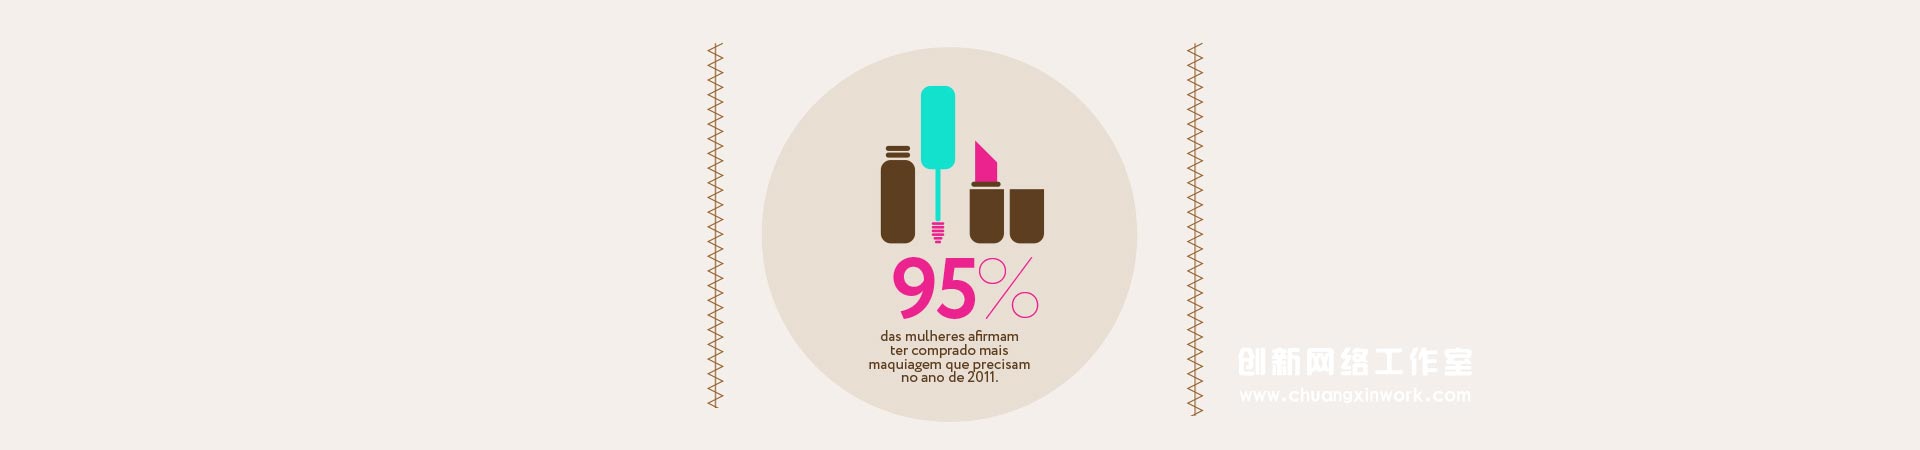 95%
das mulheres afirmam
ter comprado mais
maquiagem que precisam
no ano de 2011.
创新网络工作室
www.chuangxinwork.com